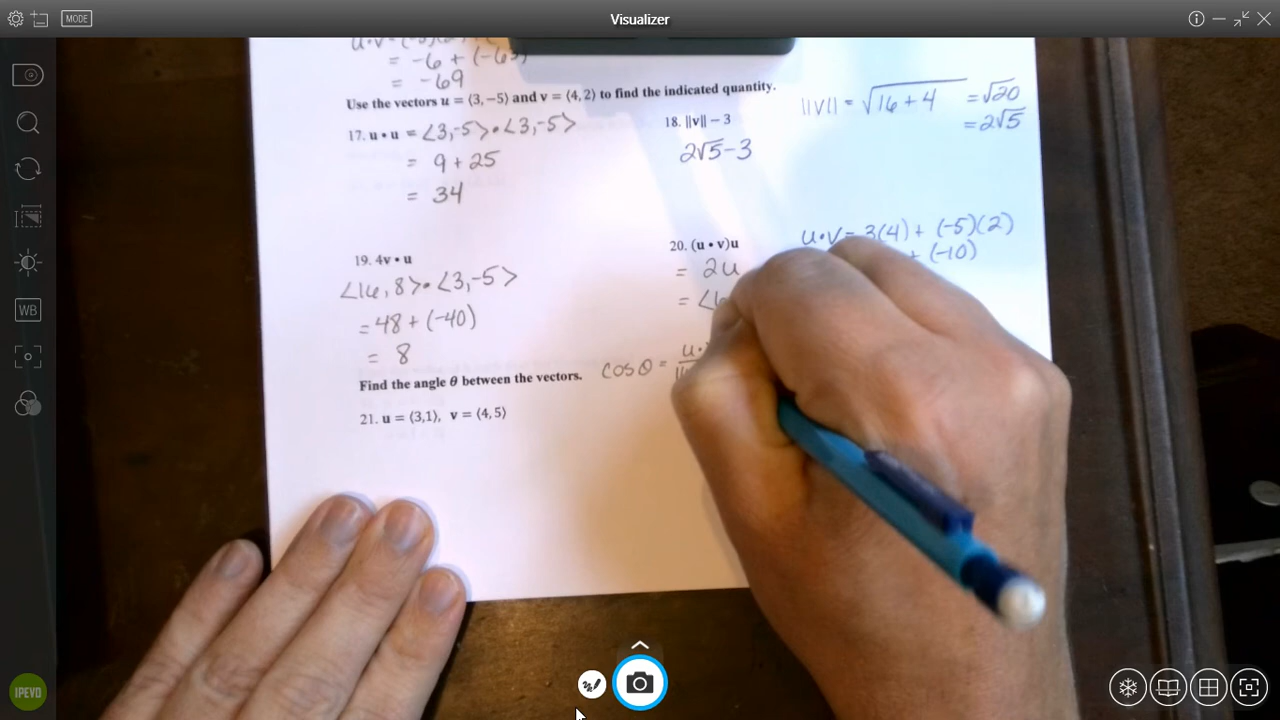 MODE
Visualizer
= -6 + (-63)
= -69
Use the vectors u = ⟨3, −5⟩ and v = ⟨4, 2⟩ to find the indicated quantity.
17. u • u = <3,-5>•<3,-5>
= 9 + 25
= 34
18. ||v|| − 3
2√5-3
||V|| = √16+4 = √20
= 2√5
19. 4v • u
<16, 8>•<3,-5>
= 48 + (-40)
= 8
20. (u • v)u
= 2u
= <6
u•v = 3(4) + (-5)(2)
+ (-10)
Find the angle θ between the vectors.
cos θ =
21. u = ⟨3,1⟩, v = ⟨4,5⟩
WB
IPEVO